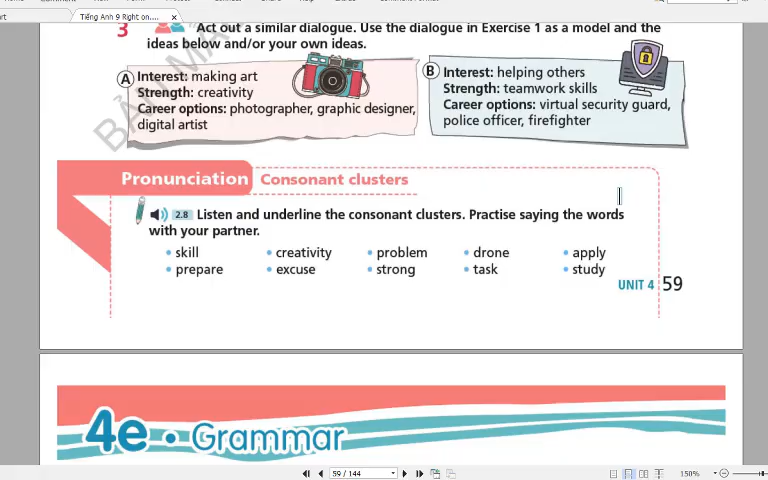 Tiếng Anh 9 Right on.... ×
3 Act out a similar dialogue. Use the dialogue in Exercise 1 as a model and the
ideas below and/or your own ideas.
A Interest: making art
Strength: creativity
Career options: photographer, graphic designer,
digital artist
B Interest: helping others
Strength: teamwork skills
Career options: virtual security guard,
police officer, firefighter
Pronunciation Consonant clusters
2.8 Listen and underline the consonant clusters. Practise saying the words
with your partner.
• skill • creativity • problem • drone • apply
• prepare • excuse • strong • task • study
UNIT 4 59
4e • Grammar
59 / 144 150%